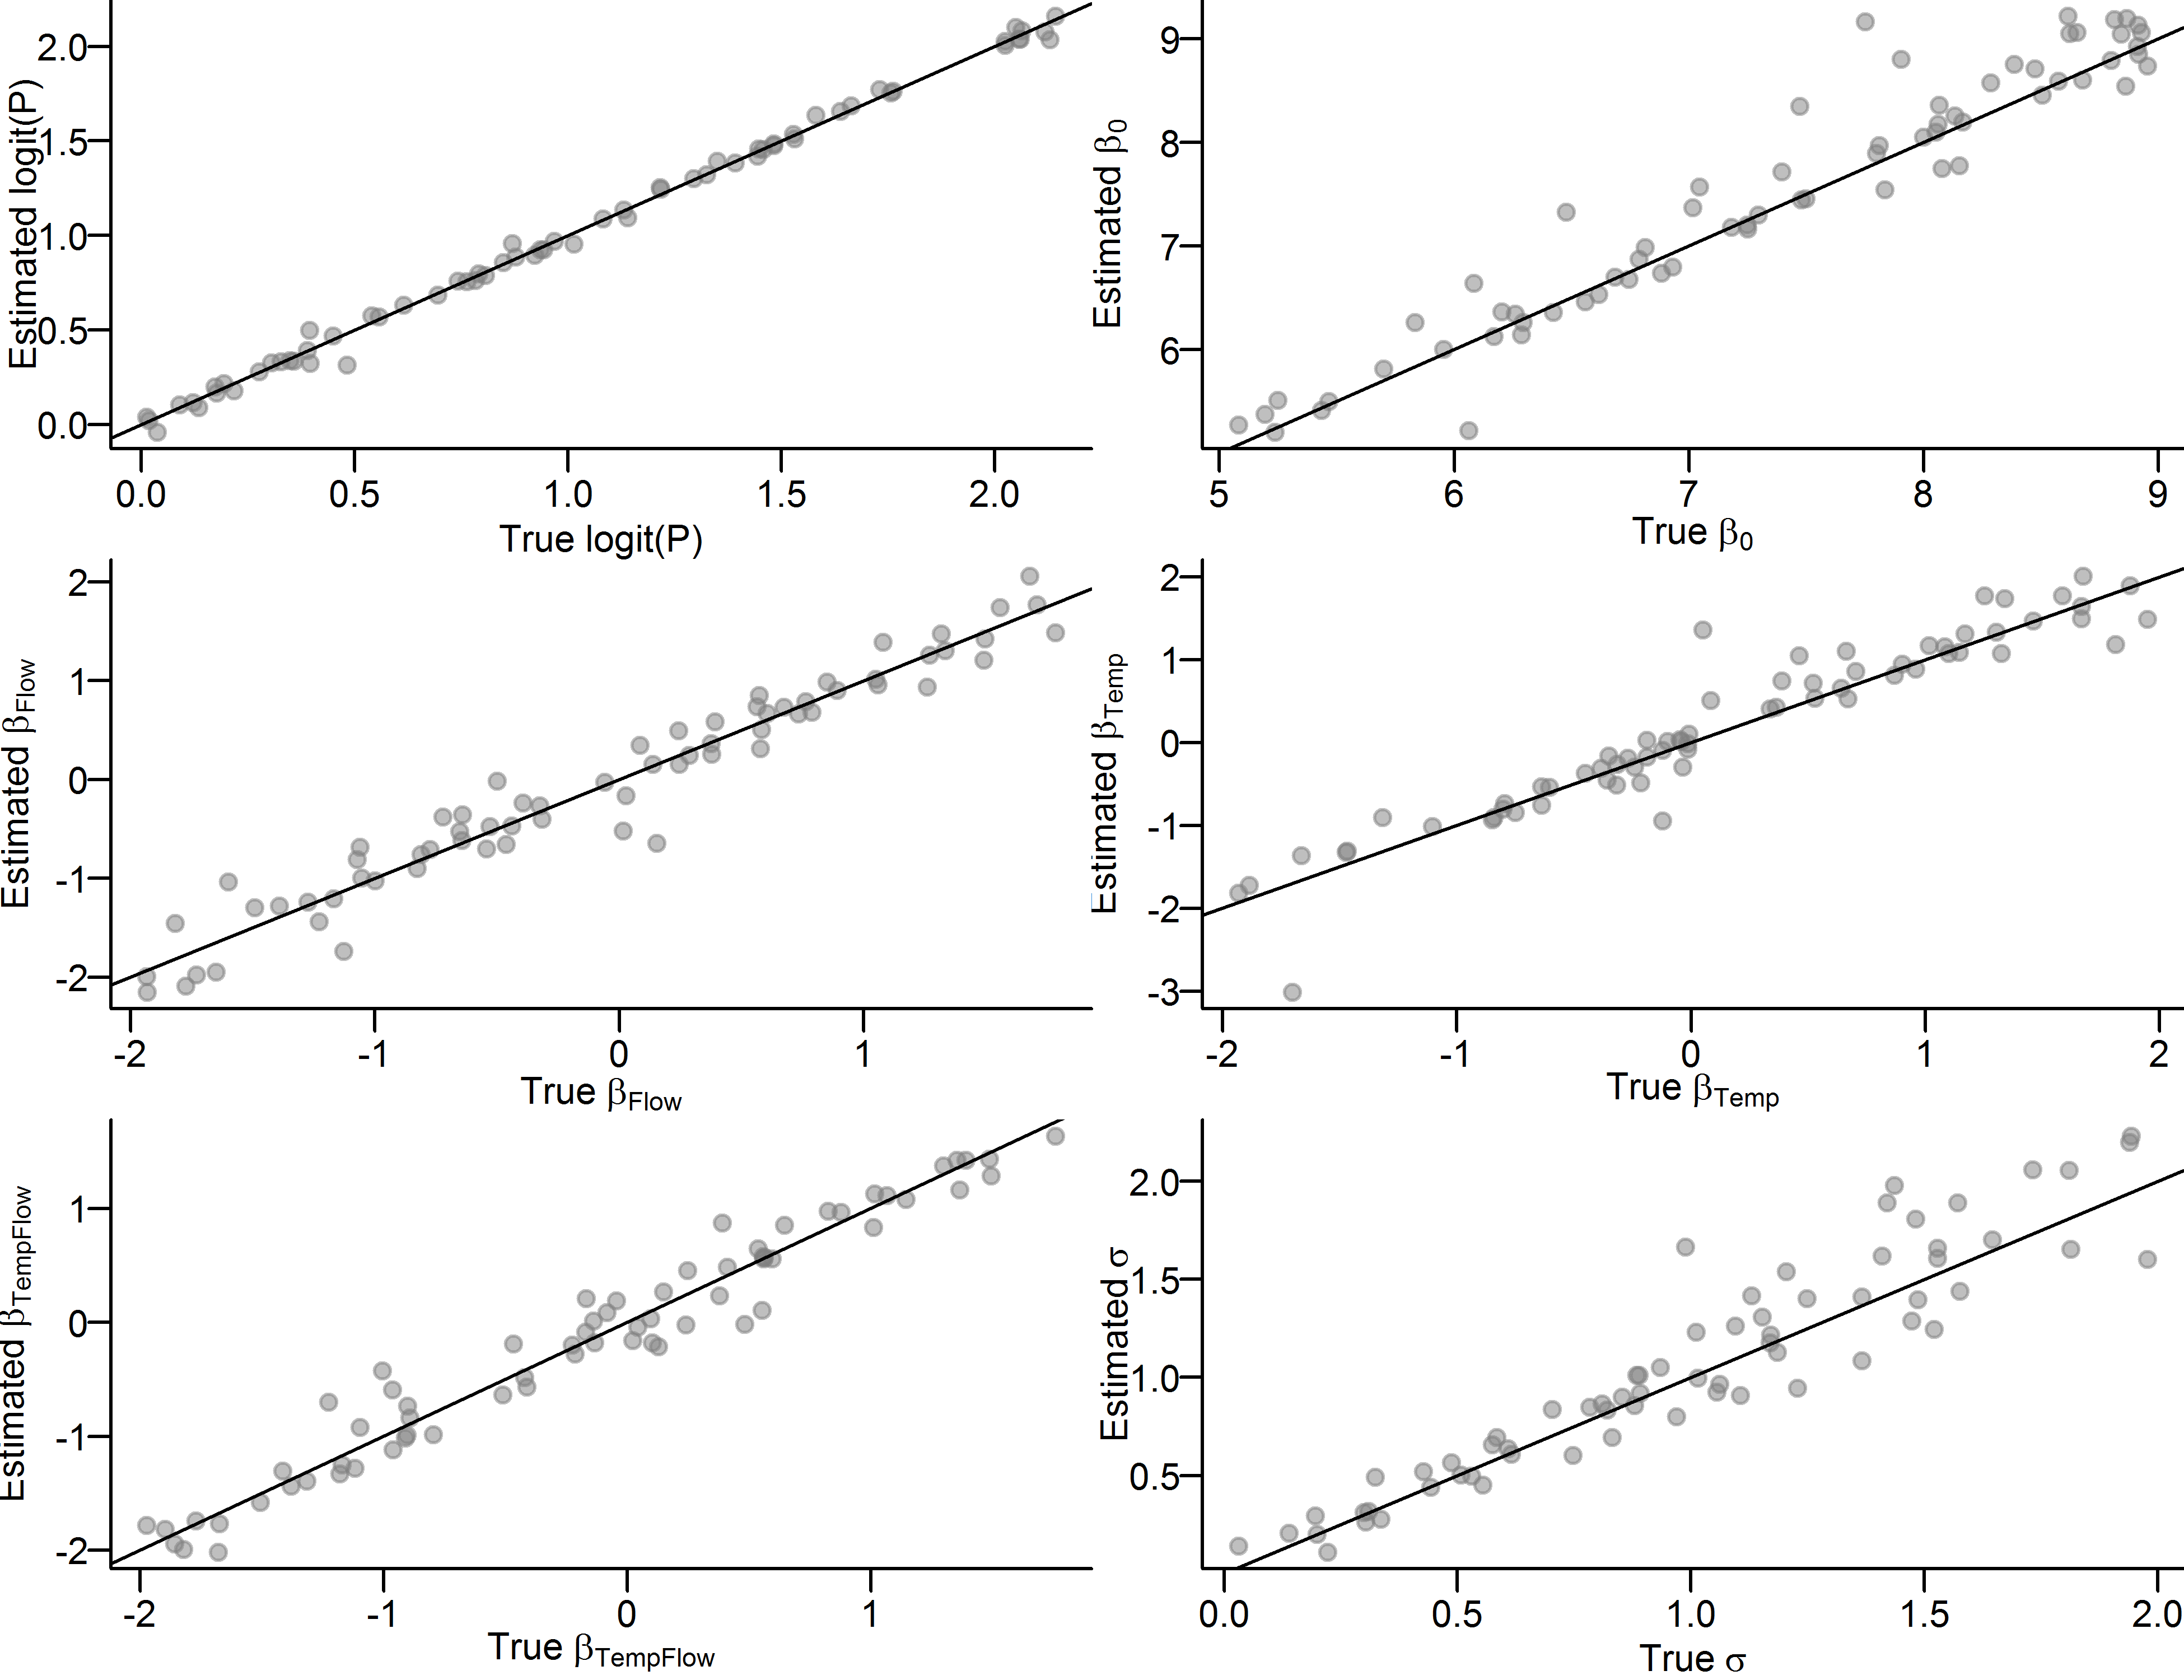 Estimated logit(P)
2.0
1.5
1.0
0.5
0.0
0.0 0.5 1.0 1.5 2.0
True logit(P)
Estimated β0
9
8
7
6
5 6 7 8 9
True β0
Estimated βFlow
2
1
0
-1
-2
-2 -1 0 1
True βFlow
Estimated βTemp
2
1
0
-1
-2
-3
-2 -1 0 1 2
True βTemp
Estimated βTempFlow
1
0
-1
-2
-2 -1 0 1
True βTempFlow
Estimated σ
2.0
1.5
1.0
0.5
0.0 0.5 1.0 1.5 2.0
True σ